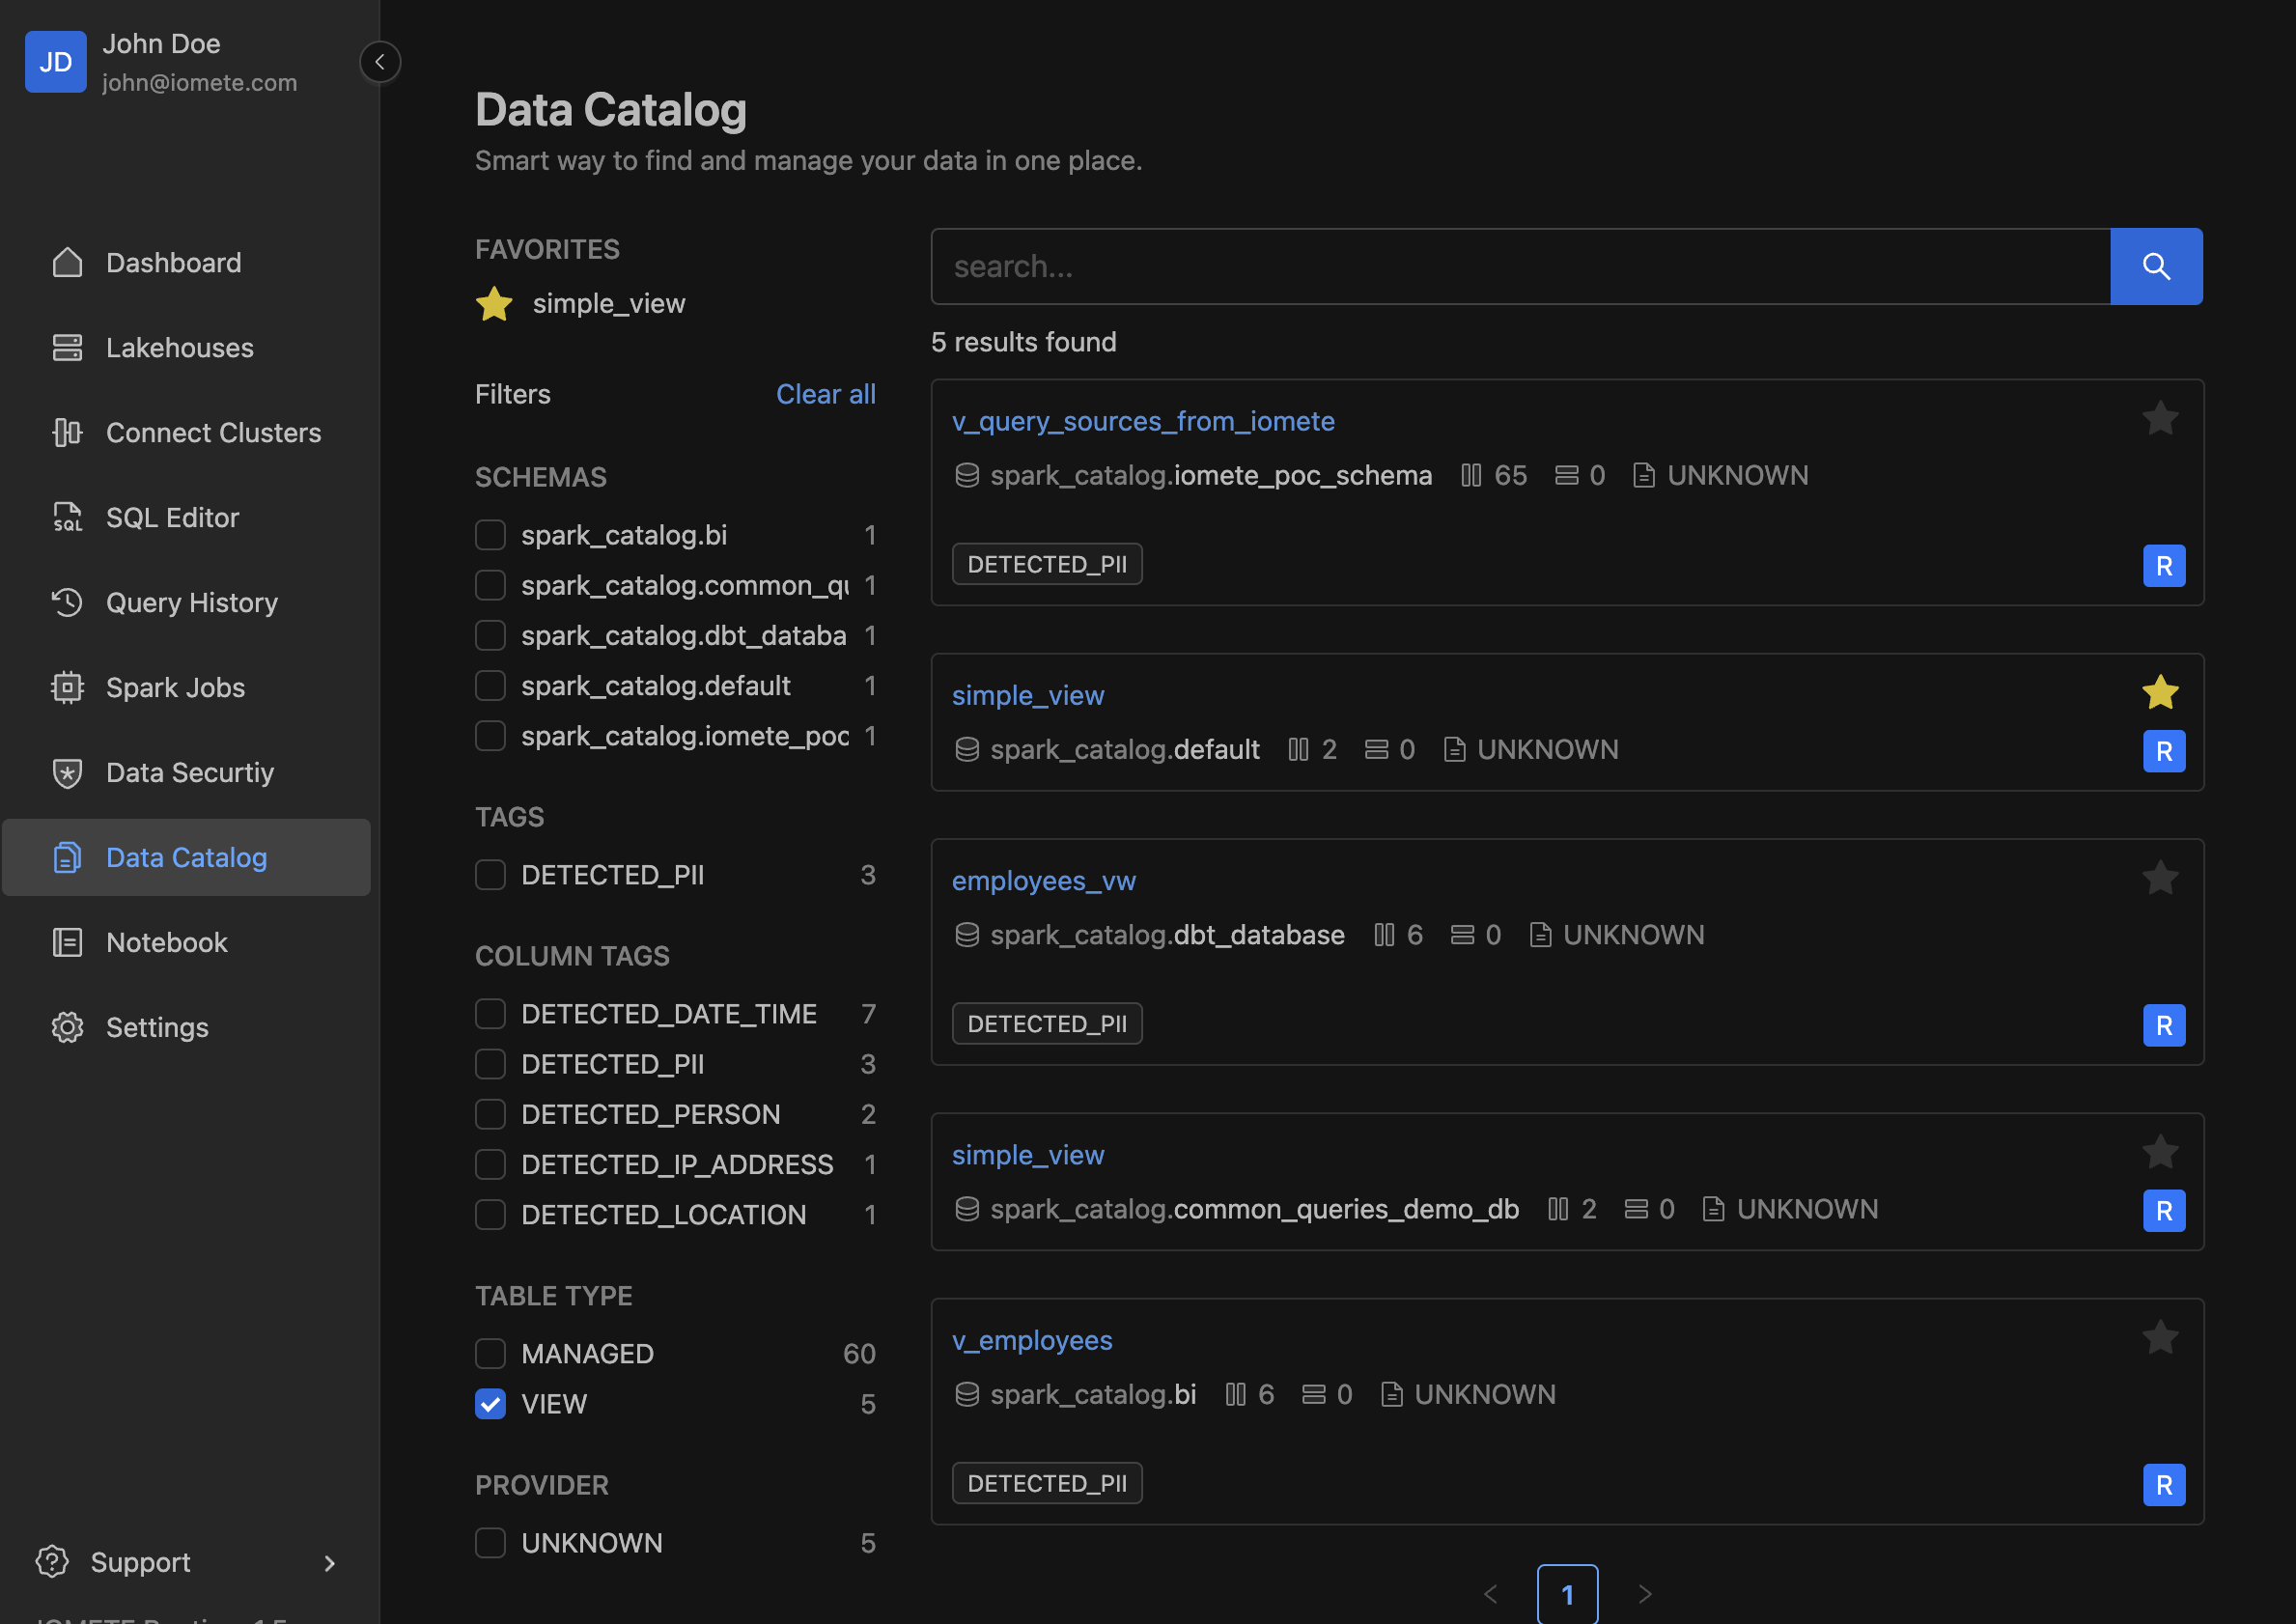 JD
John Doe
john@iomete.com
Dashboard
Lakehouses
Connect Clusters
SQL Editor
Query History
Spark Jobs
Data Securtiy
Data Catalog
Notebook
Settings
Support
Data Catalog
Smart way to find and manage your data in one place.
FAVORITES
simple_view
Filters Clear all
SCHEMAS
spark_catalog.bi 1
spark_catalog.common_qu 1
spark_catalog.dbt_databa 1
spark_catalog.default 1
spark_catalog.iomete_poc 1
TAGS
DETECTED_PII 3
COLUMN TAGS
DETECTED_DATE_TIME 7
DETECTED_PII 3
DETECTED_PERSON 2
DETECTED_IP_ADDRESS 1
DETECTED_LOCATION 1
TABLE TYPE
MANAGED 60
VIEW 5
PROVIDER
UNKNOWN 5
search...
5 results found
v_query_sources_from_iomete
spark_catalog.iomete_poc_schema 65 0 UNKNOWN
DETECTED_PII R
simple_view
spark_catalog.default 2 0 UNKNOWN R
employees_vw
spark_catalog.dbt_database 6 0 UNKNOWN
DETECTED_PII R
simple_view
spark_catalog.common_queries_demo_db 2 0 UNKNOWN R
v_employees
spark_catalog.bi 6 0 UNKNOWN
DETECTED_PII R
1